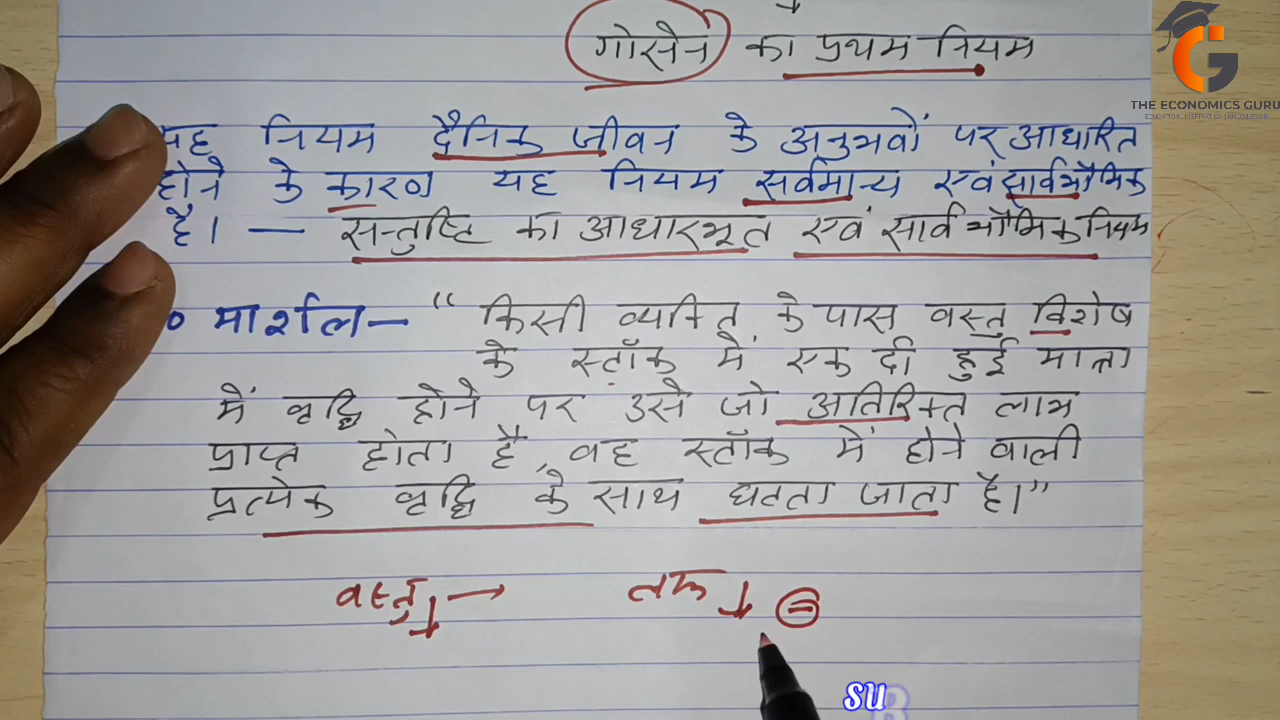 गोसेन का प्रथम नियम
THE ECONOMICS GURU
यह नियम दैनिक जीवन के अनुभवों पर आधारित
होने के कारण यह नियम सर्वमान्य एवं सार्वभौमिक
है। — सन्तुष्टि का आधारभूत एवं सार्वभौमिक नियम
मार्शल — “किसी व्यक्ति के पास वस्तु विशेष
के स्टॉक में एक दी हुई मात्रा
में वृद्धि होने पर उसे जो अतिरिक्त लाभ
प्राप्त होता है, वह स्टॉक में होने वाली
प्रत्येक वृद्धि के साथ घटता जाता है।”
वस्तु ↓ → ↓ =
su